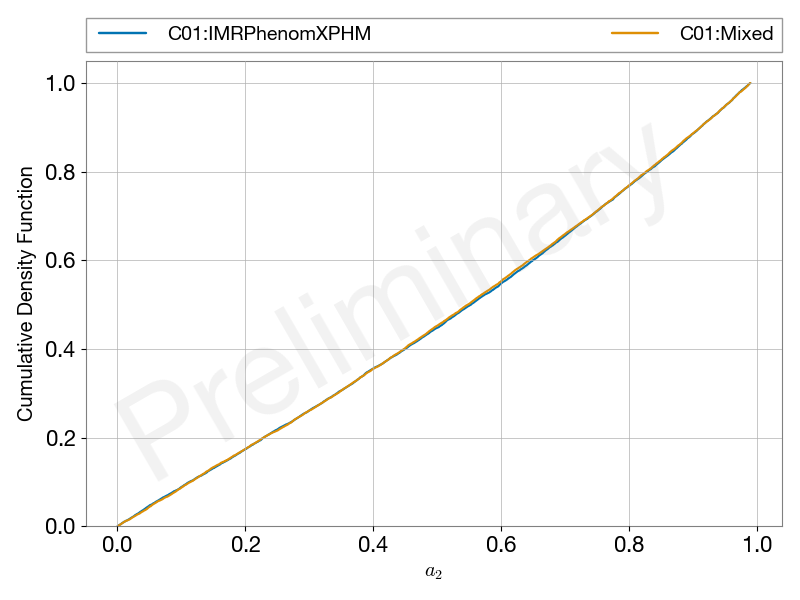 C01:IMRPhenomXPHM C01:Mixed
1.0
0.8
0.6
0.4
0.2
0.0
Cumulative Density Function
Preliminary
0.0 0.2 0.4 0.6 0.8 1.0
a₂